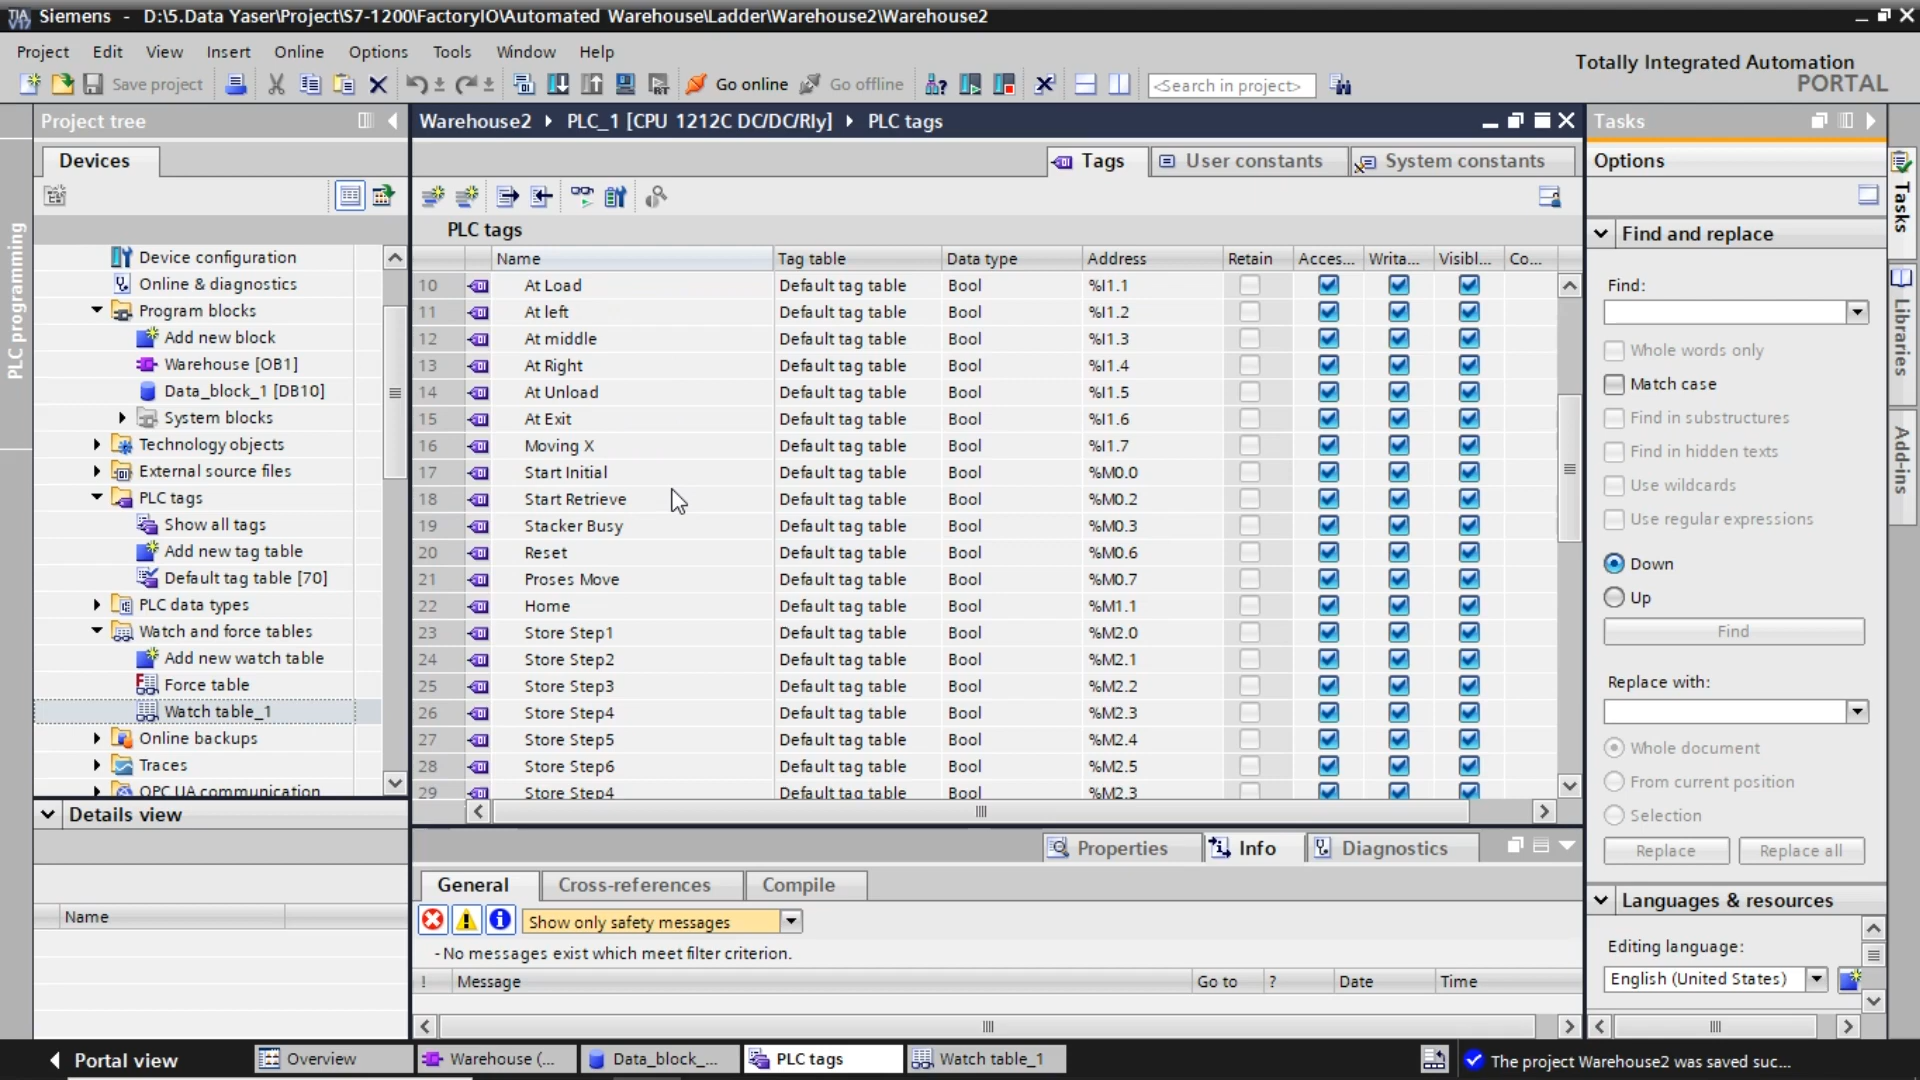 Siemens - D:\5.Data Yaser\Project\S7-1200\FactoryIO\Automated Warehouse\Ladder\Warehouse2\Warehouse2
Project Edit View Insert Online Options Tools Window Help
Totally Integrated Automation
PORTAL
Save project Go online Go offline <Search in project>
Project tree
Warehouse2 PLC_1 [CPU 1212C DC/DC/Rly] PLC tags
Tasks
Devices
Tags User constants System constants
Options
PLC programming
Tasks
Libraries
Add-ins
Device configuration
Online & diagnostics
Program blocks
Add new block
Warehouse [OB1]
Data_block_1 [DB10]
System blocks
Technology objects
External source files
PLC tags
Show all tags
Add new tag table
Default tag table [70]
PLC data types
Watch and force tables
Add new watch table
Force table
Watch table_1
Online backups
Traces
OPC UA communication
Details view
Name
PLC tags
Name Tag table Data type Address Retain Acces... Writa... Visibl... Co...
10 At Load Default tag table Bool %I1.1
11 At left Default tag table Bool %I1.2
12 At middle Default tag table Bool %I1.3
13 At Right Default tag table Bool %I1.4
14 At Unload Default tag table Bool %I1.5
15 At Exit Default tag table Bool %I1.6
16 Moving X Default tag table Bool %I1.7
17 Start Initial Default tag table Bool %M0.0
18 Start Retrieve Default tag table Bool %M0.2
19 Stacker Busy Default tag table Bool %M0.3
20 Reset Default tag table Bool %M0.6
21 Proses Move Default tag table Bool %M0.7
22 Home Default tag table Bool %M1.1
23 Store Step1 Default tag table Bool %M2.0
24 Store Step2 Default tag table Bool %M2.1
25 Store Step3 Default tag table Bool %M2.2
26 Store Step4 Default tag table Bool %M2.3
27 Store Step5 Default tag table Bool %M2.4
28 Store Step6 Default tag table Bool %M2.5
29 Store Step4 Default tag table Bool %M2.3
Properties Info Diagnostics
General Cross-references Compile
Show only safety messages
- No messages exist which meet filter criterion.
! Message Go to ? Date Time
Find and replace
Find:
Whole words only
Match case
Find in substructures
Find in hidden texts
Use wildcards
Use regular expressions
Down
Up
Find
Replace with:
Whole document
From current position
Selection
Replace Replace all
Languages & resources
Editing language:
English (United States)
Portal view Overview Warehouse (... Data_block_... PLC tags Watch table_1 The project Warehouse2 was saved suc...